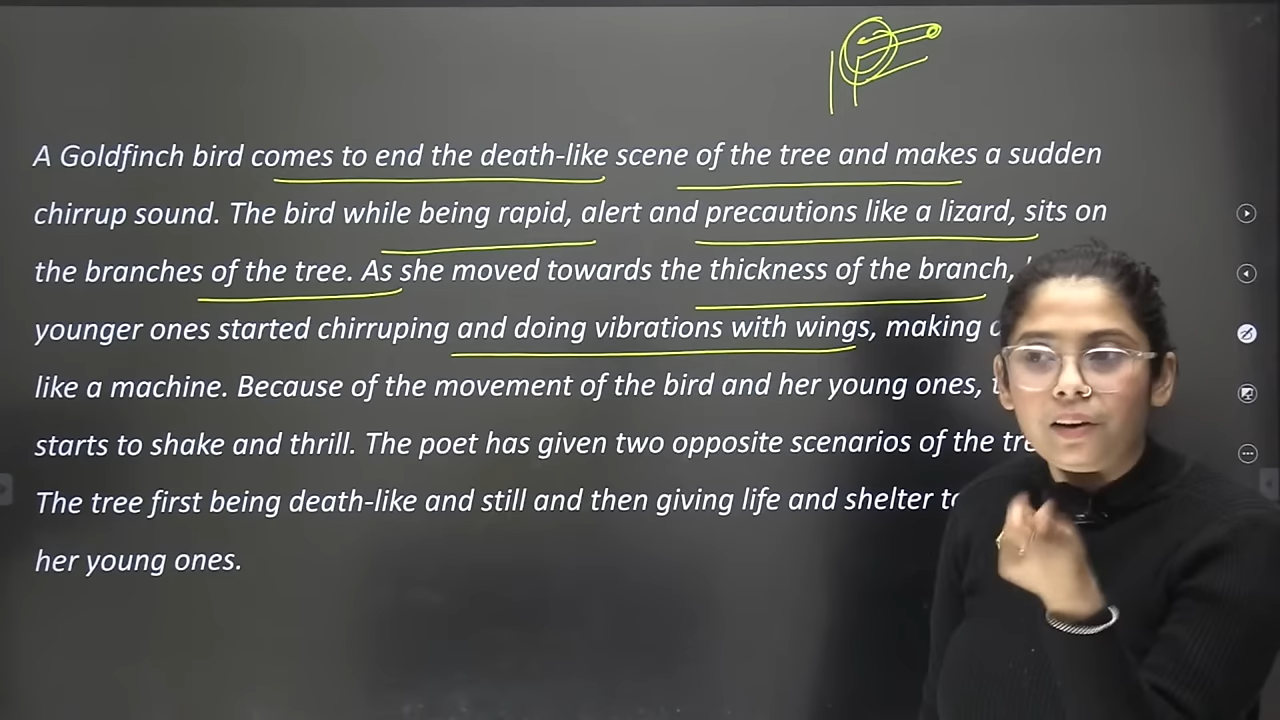 A Goldfinch bird comes to end the death-like scene of the tree and makes a sudden
chirrup sound. The bird while being rapid, alert and precautions like a lizard, sits on
the branches of the tree. As she moved towards the thickness of the branch,
younger ones started chirruping and doing vibrations with wings, making
like a machine. Because of the movement of the bird and her young ones,
starts to shake and thrill. The poet has given two opposite scenarios of the
The tree first being death-like and still and then giving life and shelter
her young ones.